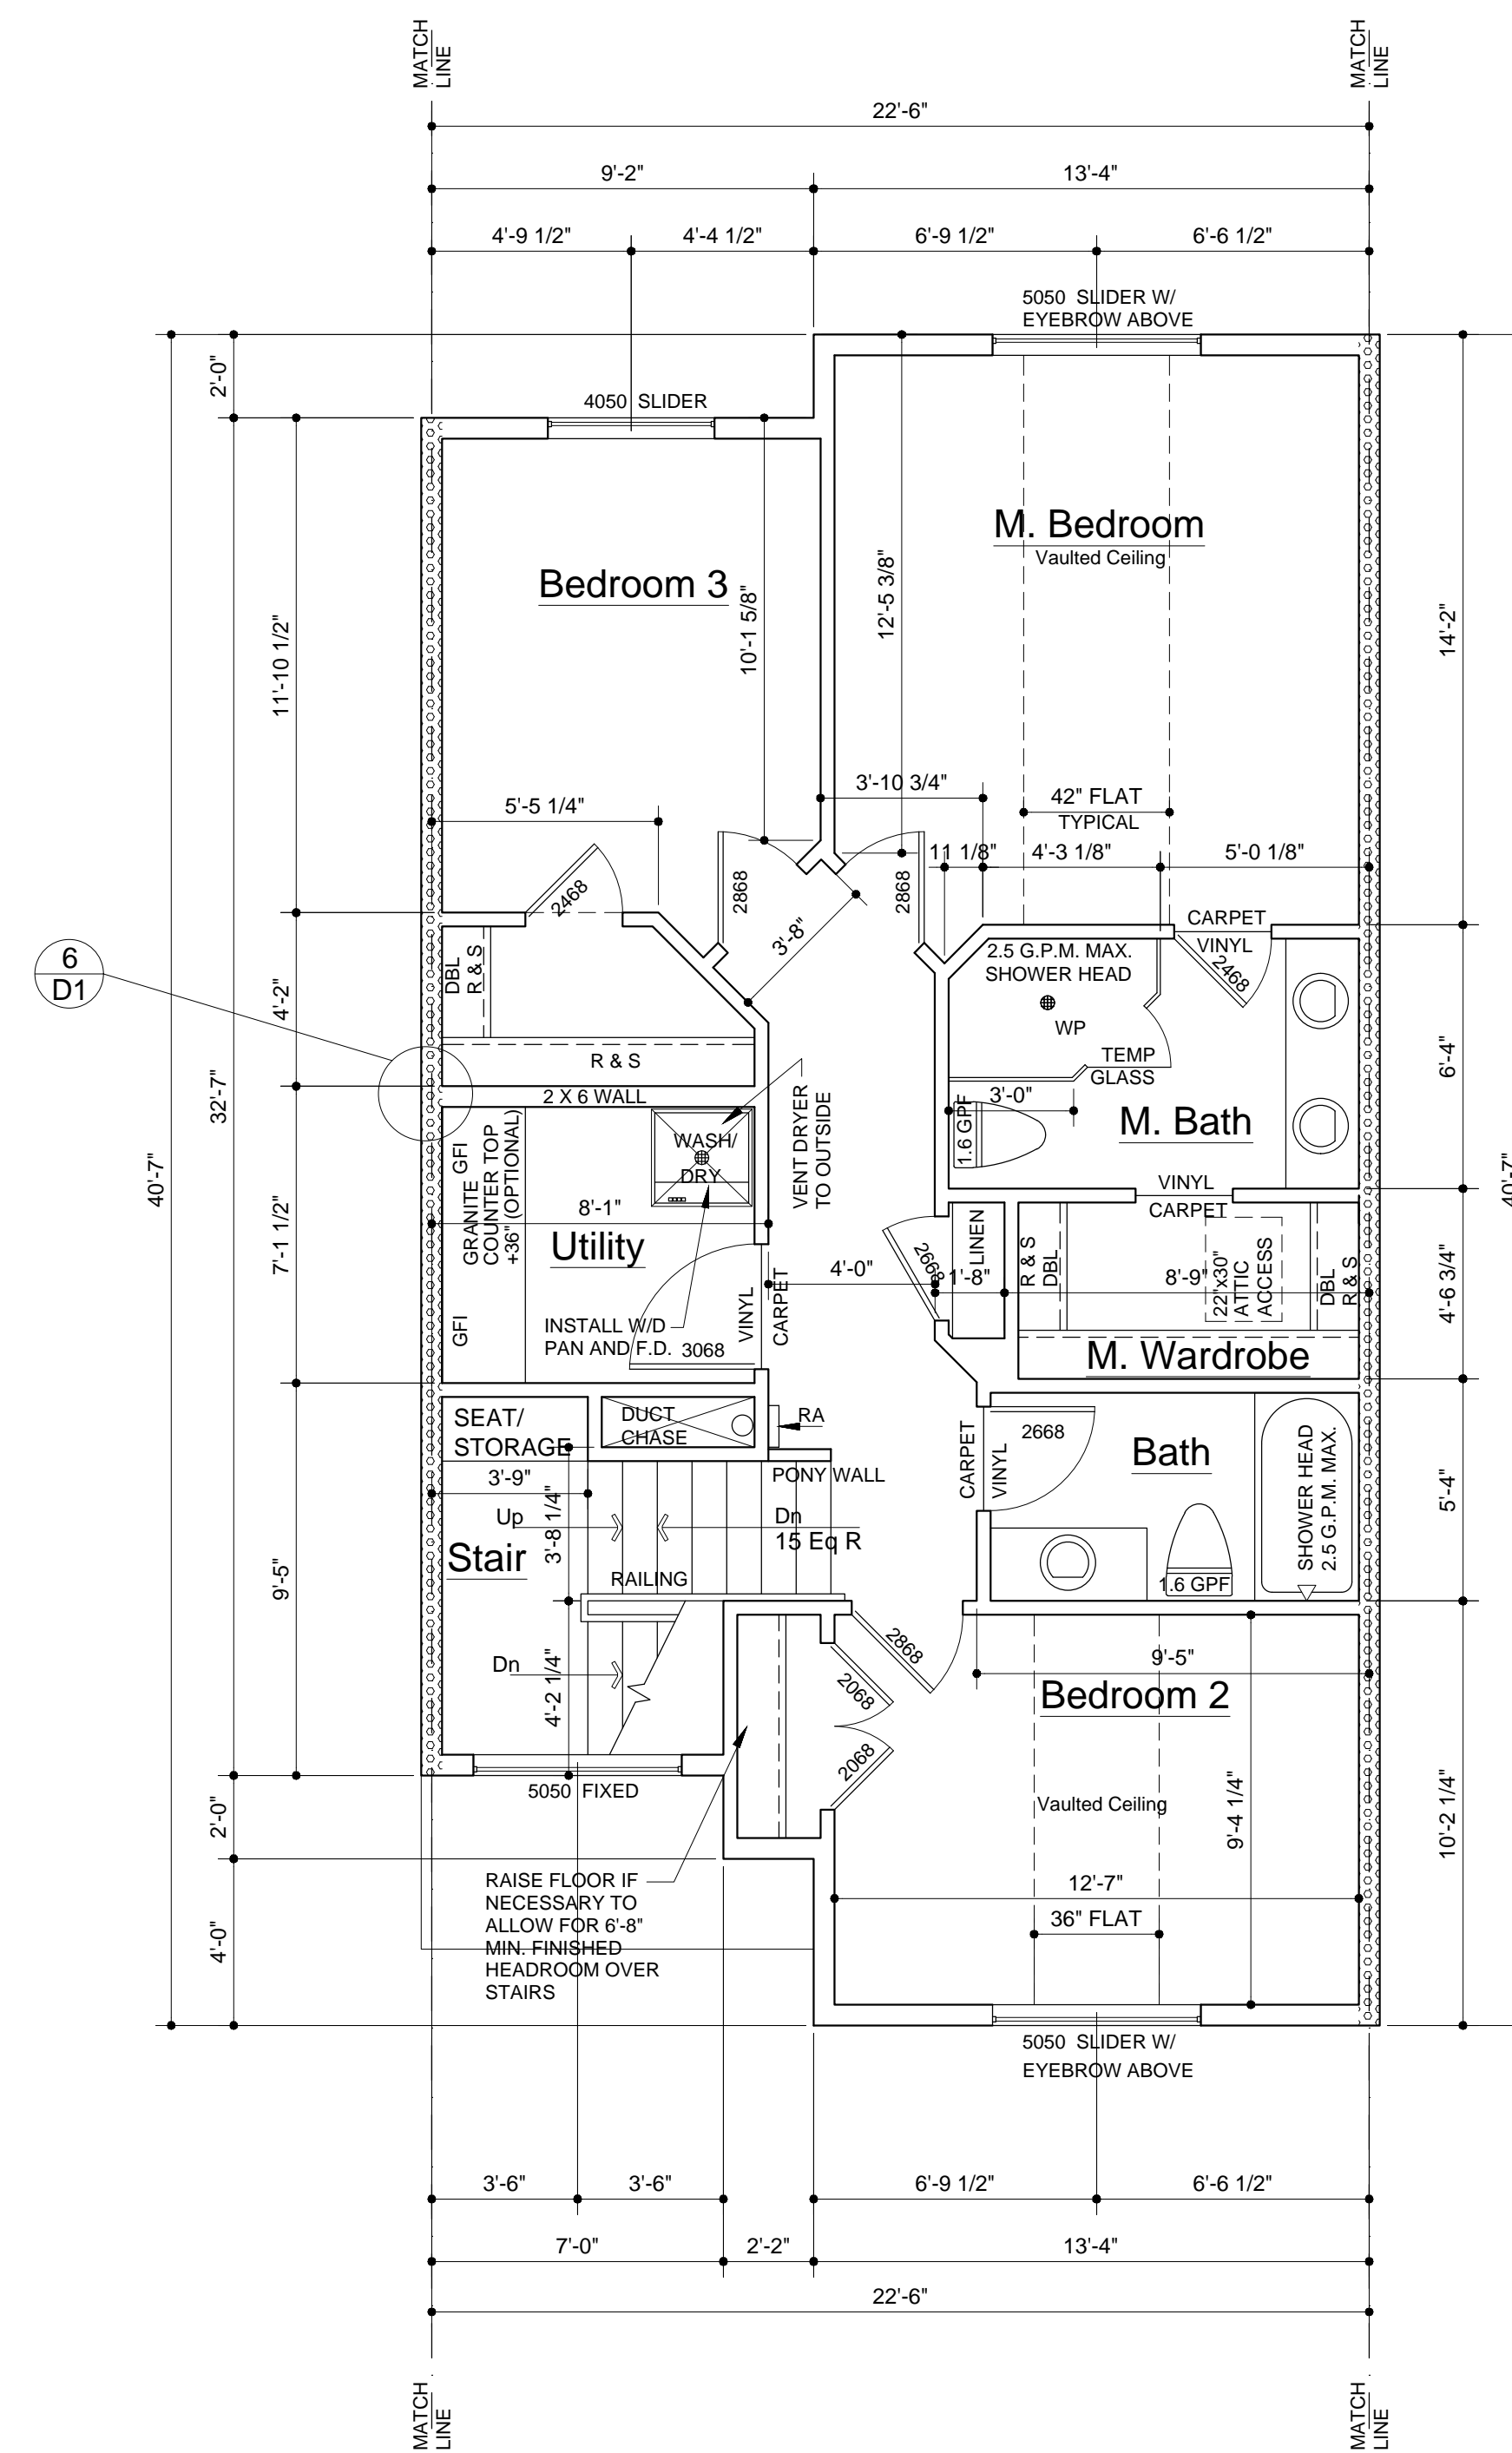 MATCH
LINE
MATCH
LINE
22'-6"
9'-2"
13'-4"
4'-9 1/2"
4'-4 1/2"
6'-9 1/2"
6'-6 1/2"
5050 SLIDER W/
EYEBROW ABOVE
2'-0"
4050 SLIDER
M. Bedroom
Vaulted Ceiling
Bedroom 3
10'-1 5/8"
12'-5 3/8"
11'-10 1/2"
14'-2"
3'-10 3/4"
42" FLAT
TYPICAL
5'-5 1/4"
11 1/8"
4'-3 1/8"
5'-0 1/8"
2468
2868
2868
3'-8"
CARPET
VINYL
2468
2.5 G.P.M. MAX.
SHOWER HEAD
WP
TEMP
GLASS
6
D1
DBL
R & S
4'-2"
R & S
2 X 6 WALL
32'-7"
40'-7"
40'-7"
6'-4"
3'-0"
1.6 GPF
M. Bath
GFI
GRANITE
COUNTER TOP
+36" (OPTIONAL)
WASH/
DRY
VENT DRYER
TO OUTSIDE
8'-1"
Utility
7'-1 1/2"
GFI
INSTALL W/D
PAN AND F.D.
3068
VINYL
CARPET
4'-0"
2668
LINEN
1'-8"
VINYL
CARPET
R & S
DBL
8'-9"
22"x30"
ATTIC
ACCESS
DBL
R & S
4'-6 3/4"
M. Wardrobe
SEAT/
STORAGE
DUCT
CHASE
RA
PONY WALL
3'-9"
3'-8 1/4"
Up
Dn
15 Eq R
Stair
RAILING
9'-5"
CARPET
VINYL
2668
Bath
SHOWER HEAD
2.5 G.P.M. MAX.
1.6 GPF
5'-4"
Dn
4'-2 1/4"
2868
2068
2068
9'-5"
Bedroom 2
Vaulted Ceiling
9'-4 1/4"
10'-2 1/4"
5050 FIXED
2'-0"
4'-0"
RAISE FLOOR IF
NECESSARY TO
ALLOW FOR 6'-8"
MIN. FINISHED
HEADROOM OVER
STAIRS
12'-7"
36" FLAT
5050 SLIDER W/
EYEBROW ABOVE
3'-6"
3'-6"
6'-9 1/2"
6'-6 1/2"
7'-0"
2'-2"
13'-4"
22'-6"
MATCH
LINE
MATCH
LINE